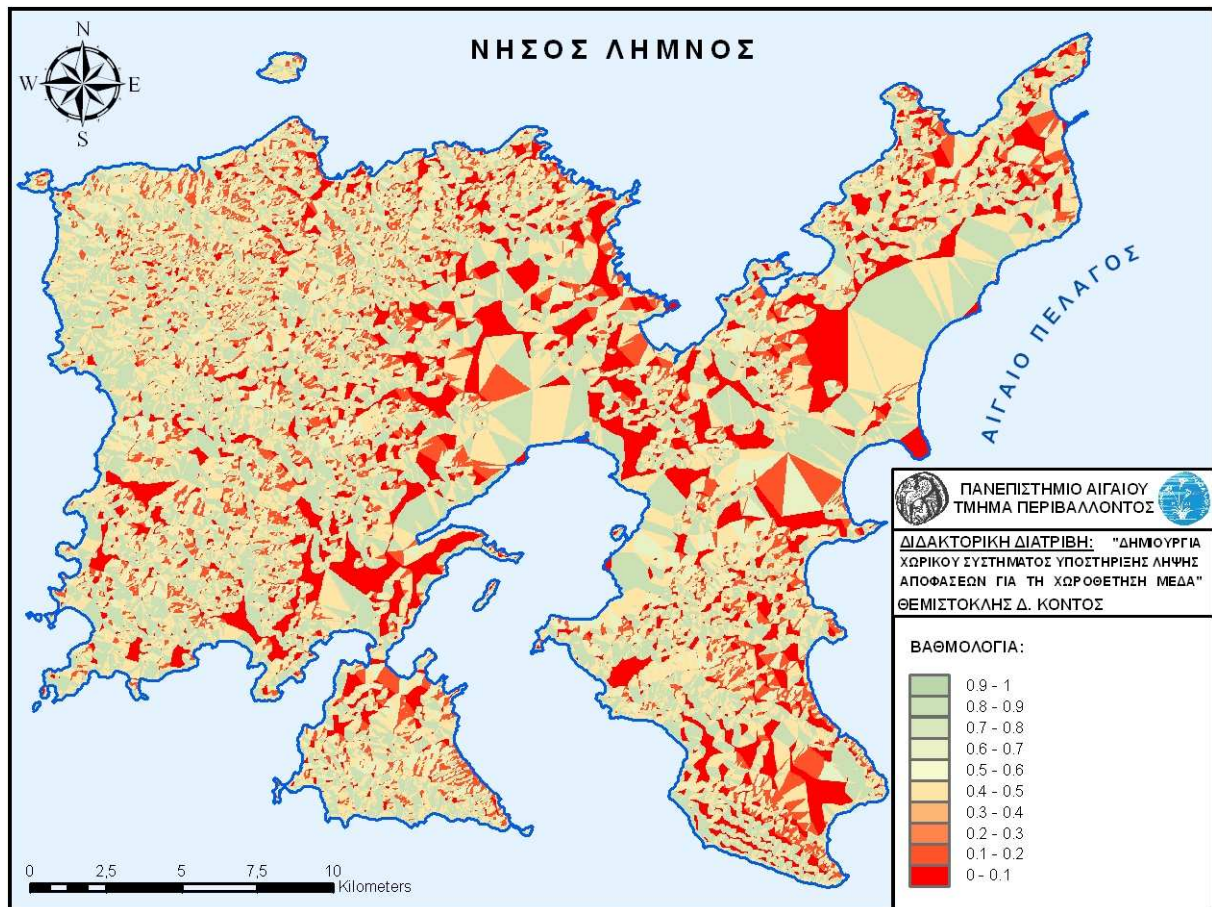 ΝΗΣΟΣ ΛΗΜΝΟΣ
N
W E
S
ΑΙΓΑΙΟ ΠΕΛΑΓΟΣ
ΠΑΝΕΠΙΣΤΗΜΙΟ ΑΙΓΑΙΟΥ
ΤΜΗΜΑ ΠΕΡΙΒΑΛΛΟΝΤΟΣ
ΔΙΔΑΚΤΟΡΙΚΗ ΔΙΑΤΡΙΒΗ: "ΔΗΜΙΟΥΡΓΙΑ
ΧΩΡΙΚΟΥ ΣΥΣΤΗΜΑΤΟΣ ΥΠΟΣΤΗΡΙΞΗΣ ΛΗΨΗΣ
ΑΠΟΦΑΣΕΩΝ ΓΙΑ ΤΗ ΧΩΡΟΘΕΤΗΣΗ ΜΕΔΑ"
ΘΕΜΙΣΤΟΚΛΗΣ Δ. ΚΟΝΤΟΣ
ΒΑΘΜΟΛΟΓΙΑ:
0.9 - 1
0.8 - 0.9
0.7 - 0.8
0.6 - 0.7
0.5 - 0.6
0.4 - 0.5
0.3 - 0.4
0.2 - 0.3
0.1 - 0.2
0 - 0.1
0 2,5 5 7,5 10
Kilometers